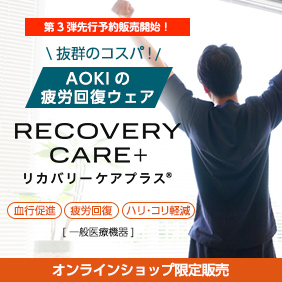 第3弾先行予約販売開始！
\ 抜群のコスパ！/
AOKIの
疲労回復ウェア
RECOVERY
CARE+
リカバリーケアプラス®
血行促進 疲労回復 ハリ・コリ軽減
[ 一般医療機器 ]
オンラインショップ限定販売